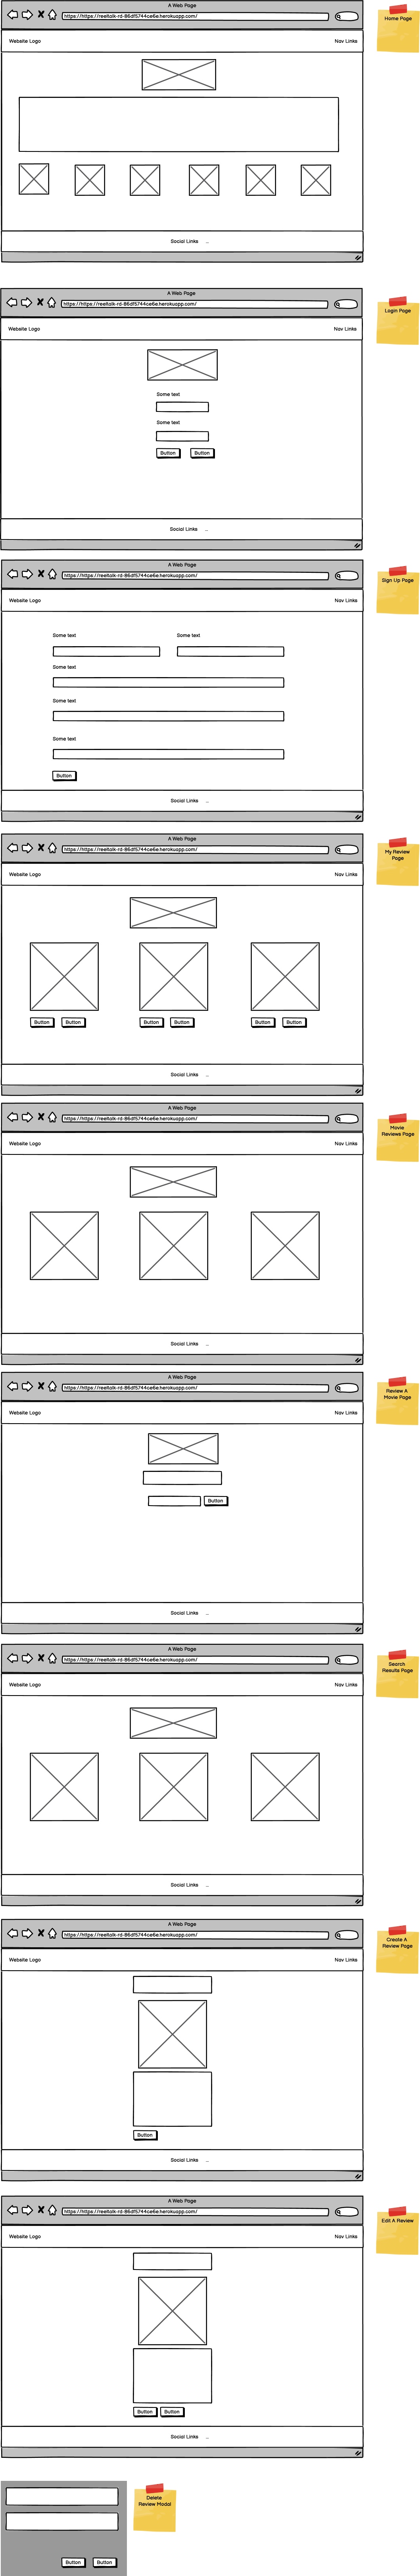 A Web Page
https://https://reeltalk-rd-86df5744ce6e.herokuapp.com/
Home Page
Website Logo
Nav Links
Social Links ...
A Web Page
https://https://reeltalk-rd-86df5744ce6e.herokuapp.com/
Login Page
Website Logo
Nav Links
Some text
Some text
Button
Button
Social Links ...
A Web Page
https://https://reeltalk-rd-86df5744ce6e.herokuapp.com/
Sign Up Page
Website Logo
Nav Links
Some text
Some text
Some text
Some text
Some text
Button
Social Links ...
A Web Page
https://https://reeltalk-rd-86df5744ce6e.herokuapp.com/
My Review
Page
Website Logo
Nav Links
Button
Button
Button
Button
Button
Button
Social Links ...
A Web Page
https://https://reeltalk-rd-86df5744ce6e.herokuapp.com/
Movie
Reviews Page
Website Logo
Nav Links
Social Links ...
A Web Page
https://https://reeltalk-rd-86df5744ce6e.herokuapp.com/
Review A
Movie Page
Website Logo
Nav Links
Button
Social Links ...
A Web Page
https://https://reeltalk-rd-86df5744ce6e.herokuapp.com/
Search
Results Page
Website Logo
Nav Links
Social Links ...
A Web Page
https://https://reeltalk-rd-86df5744ce6e.herokuapp.com/
Create A
Review Page
Website Logo
Nav Links
Button
Social Links ...
A Web Page
https://https://reeltalk-rd-86df5744ce6e.herokuapp.com/
Edit A Review
Website Logo
Nav Links
Button
Button
Social Links ...
Delete
Review Modal
Button
Button